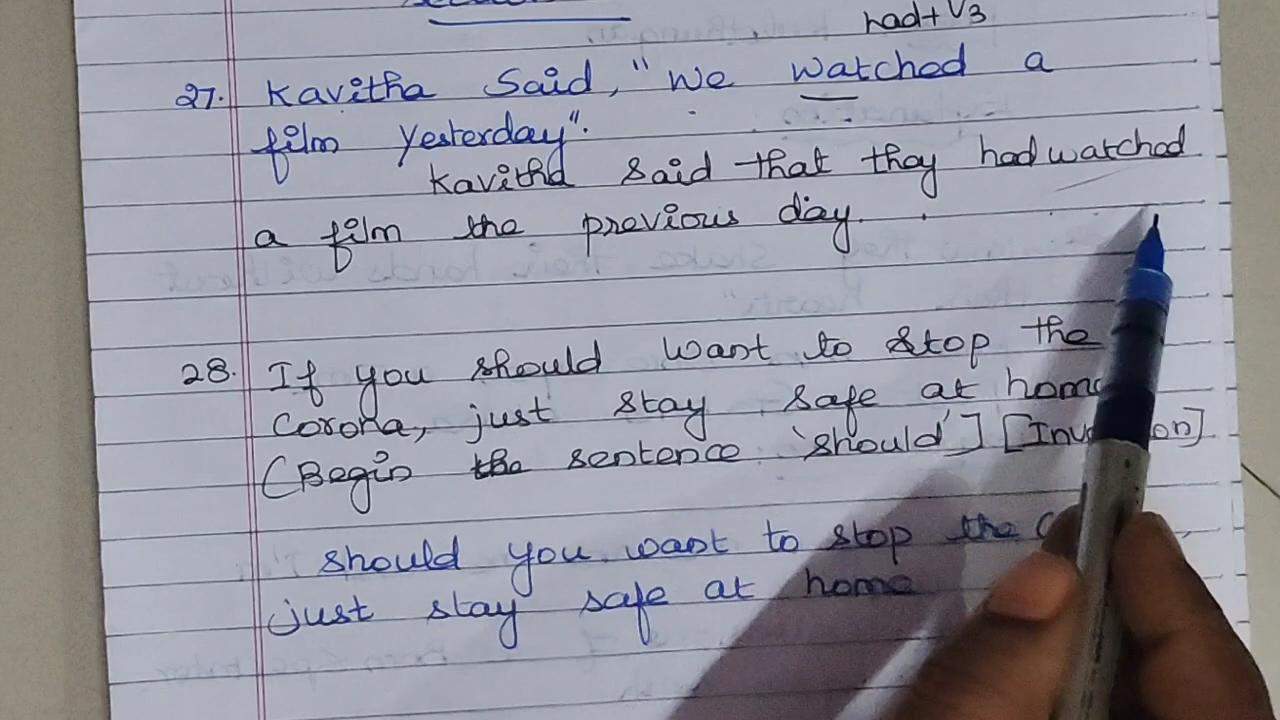 had+V3
27. Kavitha Said, "We watched a
film yesterday".
Kavitha said that they had watched
a film the previous day.
28. If you should want to stop the
Corona, just stay safe at home
(Begin the sentence 'should'] [
should you want to stop the
just stay safe at home